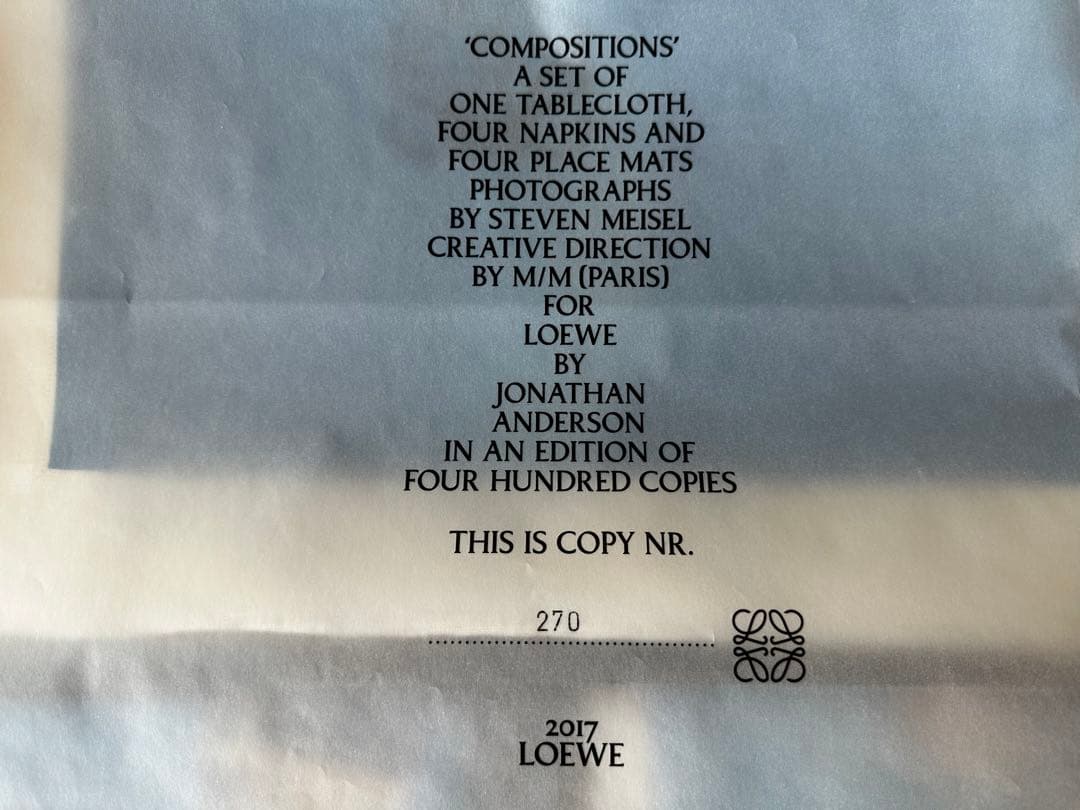 ‘COMPOSITIONS’
A SET OF
ONE TABLECLOTH,
FOUR NAPKINS AND
FOUR PLACE MATS
PHOTOGRAPHS
BY STEVEN MEISEL
CREATIVE DIRECTION
BY M/M (PARIS)
FOR
LOEWE
BY
JONATHAN
ANDERSON
IN AN EDITION OF
FOUR HUNDRED COPIES
THIS IS COPY NR.
270
2017
LOEWE